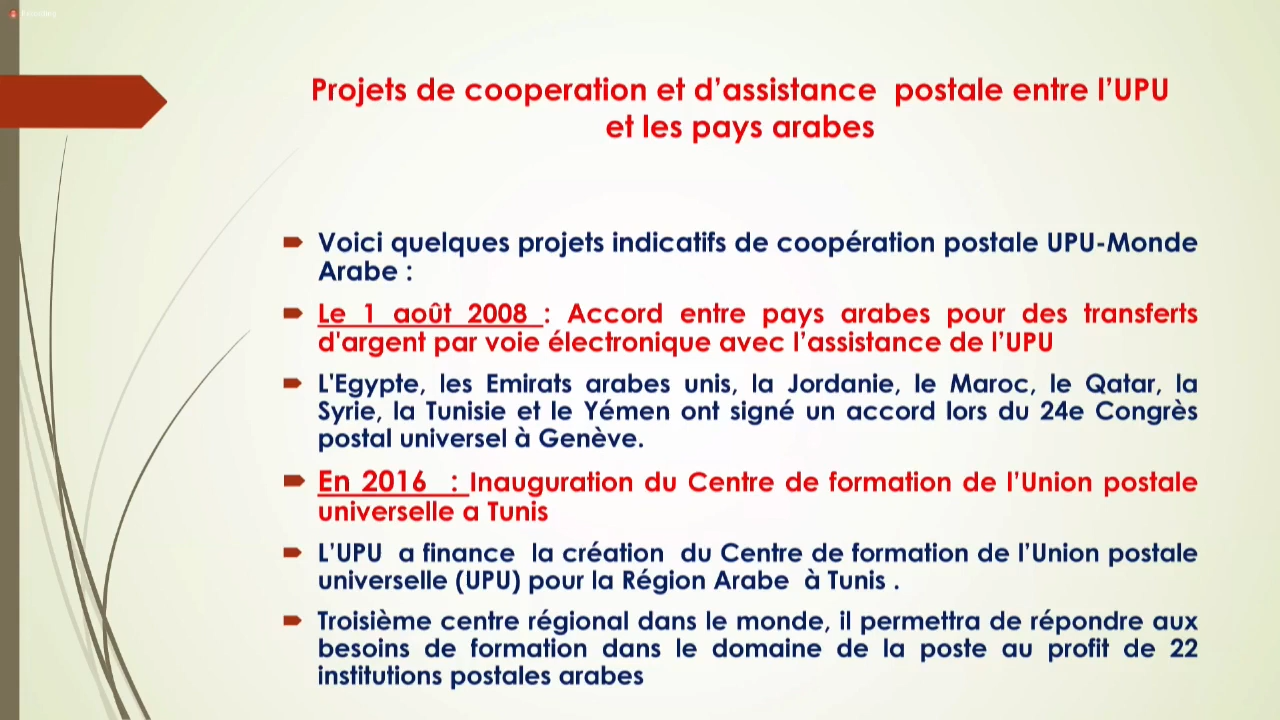 Projets de cooperation et d’assistance postale entre l’UPU
et les pays arabes
Voici quelques projets indicatifs de coopération postale UPU-Monde
Arabe :
Le 1 août 2008 : Accord entre pays arabes pour des transferts
d'argent par voie électronique avec l’assistance de l’UPU
L'Egypte, les Emirats arabes unis, la Jordanie, le Maroc, le Qatar, la
Syrie, la Tunisie et le Yémen ont signé un accord lors du 24e Congrès
postal universel à Genève.
En 2016 : Inauguration du Centre de formation de l’Union postale
universelle a Tunis
L’UPU a finance la création du Centre de formation de l’Union postale
universelle (UPU) pour la Région Arabe à Tunis .
Troisième centre régional dans le monde, il permettra de répondre aux
besoins de formation dans le domaine de la poste au profit de 22
institutions postales arabes